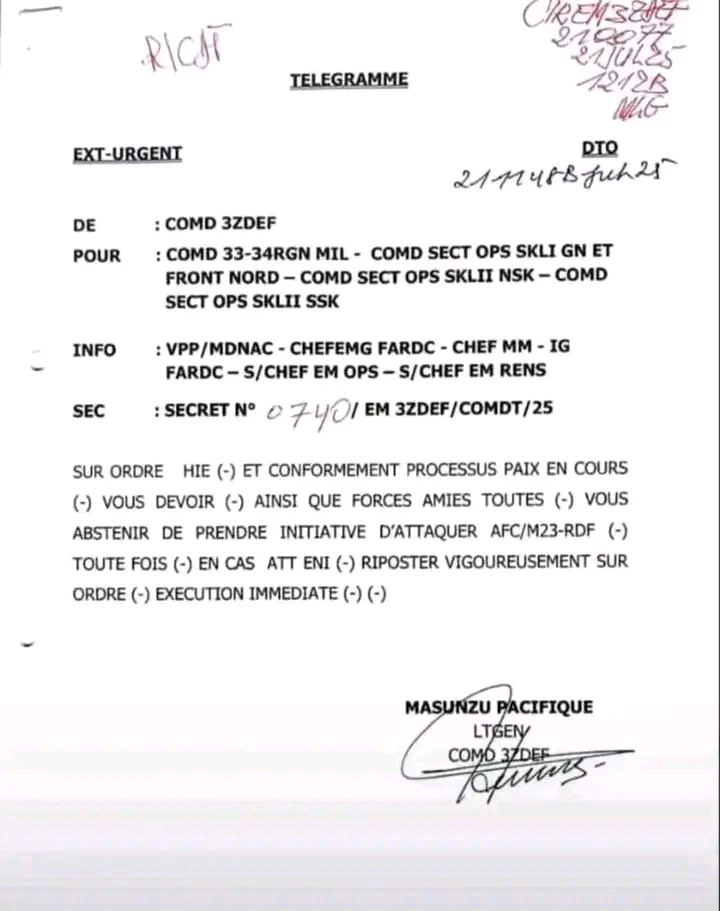 R/CAT
210077
21JUL25
1212B
TELEGRAMME
EXT-URGENT
DTO
211148B Juh 25
DE : COMD 3ZDEF
POUR : COMD 33-34RGN MIL - COMD SECT OPS SKLI GN ET
FRONT NORD – COMD SECT OPS SKLII NSK – COMD
SECT OPS SKLII SSK
INFO : VPP/MDNAC - CHEFEMG FARDC - CHEF MM - IG
FARDC – S/CHEF EM OPS – S/CHEF EM RENS
SEC : SECRET N° 0740/ EM 3ZDEF/COMDT/25
SUR ORDRE HIE (-) ET CONFORMEMENT PROCESSUS PAIX EN COURS
(-) VOUS DEVOIR (-) AINSI QUE FORCES AMIES TOUTES (-) VOUS
ABSTENIR DE PRENDRE INITIATIVE D'ATTAQUER AFC/M23-RDF (-)
TOUTE FOIS (-) EN CAS ATT ENI (-) RIPOSTER VIGOUREUSEMENT SUR
ORDRE (-) EXECUTION IMMEDIATE (-) (-)
MASUNZU PACIFIQUE
LTGEN
COMD 3ZDEF